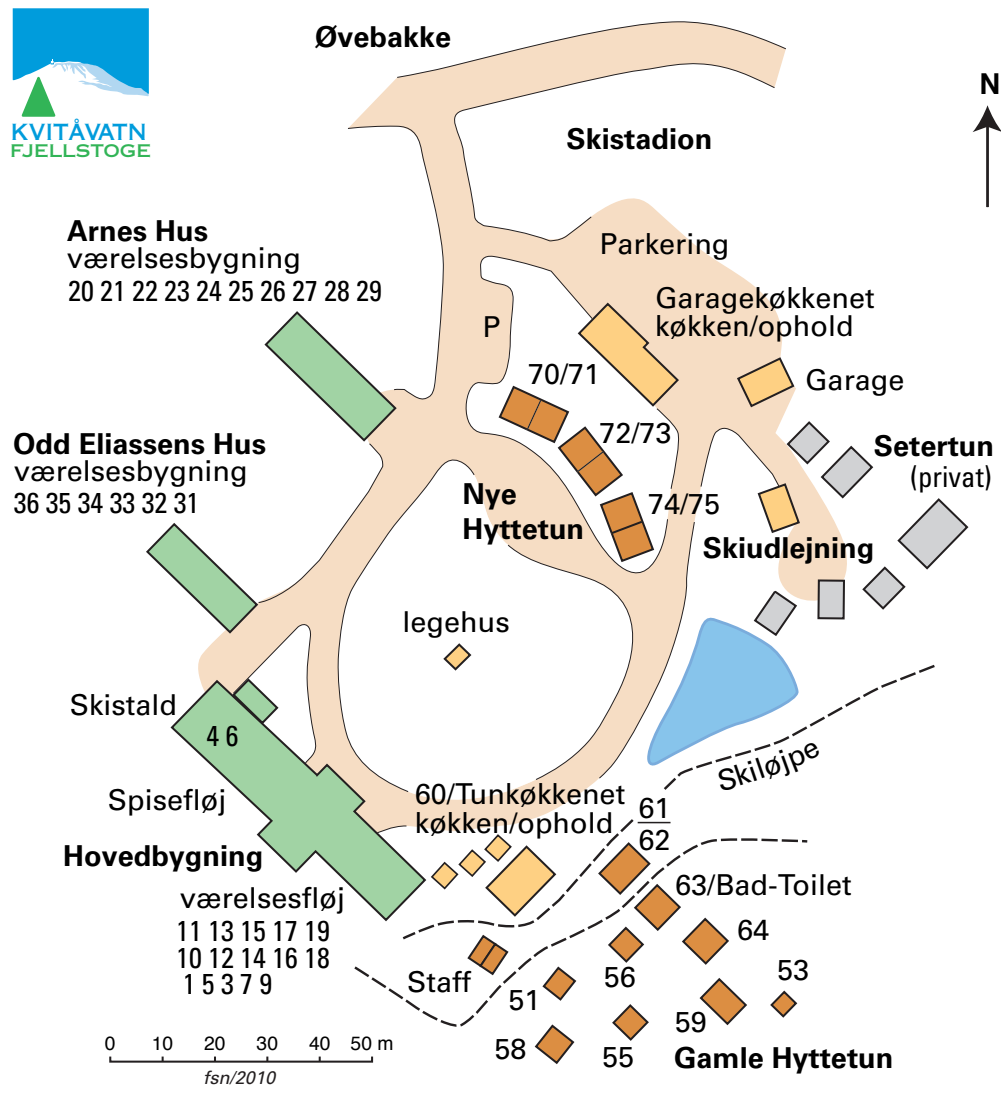 Øvebakke
KVITÅVATN
FJELLSTOGE
N
Skistadion
Arnes Hus
værelsesbygning
20 21 22 23 24 25 26 27 28 29
Parkering
Garagekøkkenet
køkken/ophold
P
70/71
Garage
72/73
Odd Eliassens Hus
værelsesbygning
36 35 34 33 32 31
Setertun
(privat)
Nye
Hyttetun
74/75
Skiudlejning
legehus
Skistald
4 6
Skiløjpe
Spisefløj
60/Tunkøkkenet
køkken/ophold
61
62
Hovedbygning
værelsesfløj
11 13 15 17 19
10 12 14 16 18
1 5 3 7 9
63/Bad-Toilet
64
56
53
Staff
51
59
58
55
Gamle Hyttetun
0 10 20 30 40 50 m
fsn/2010